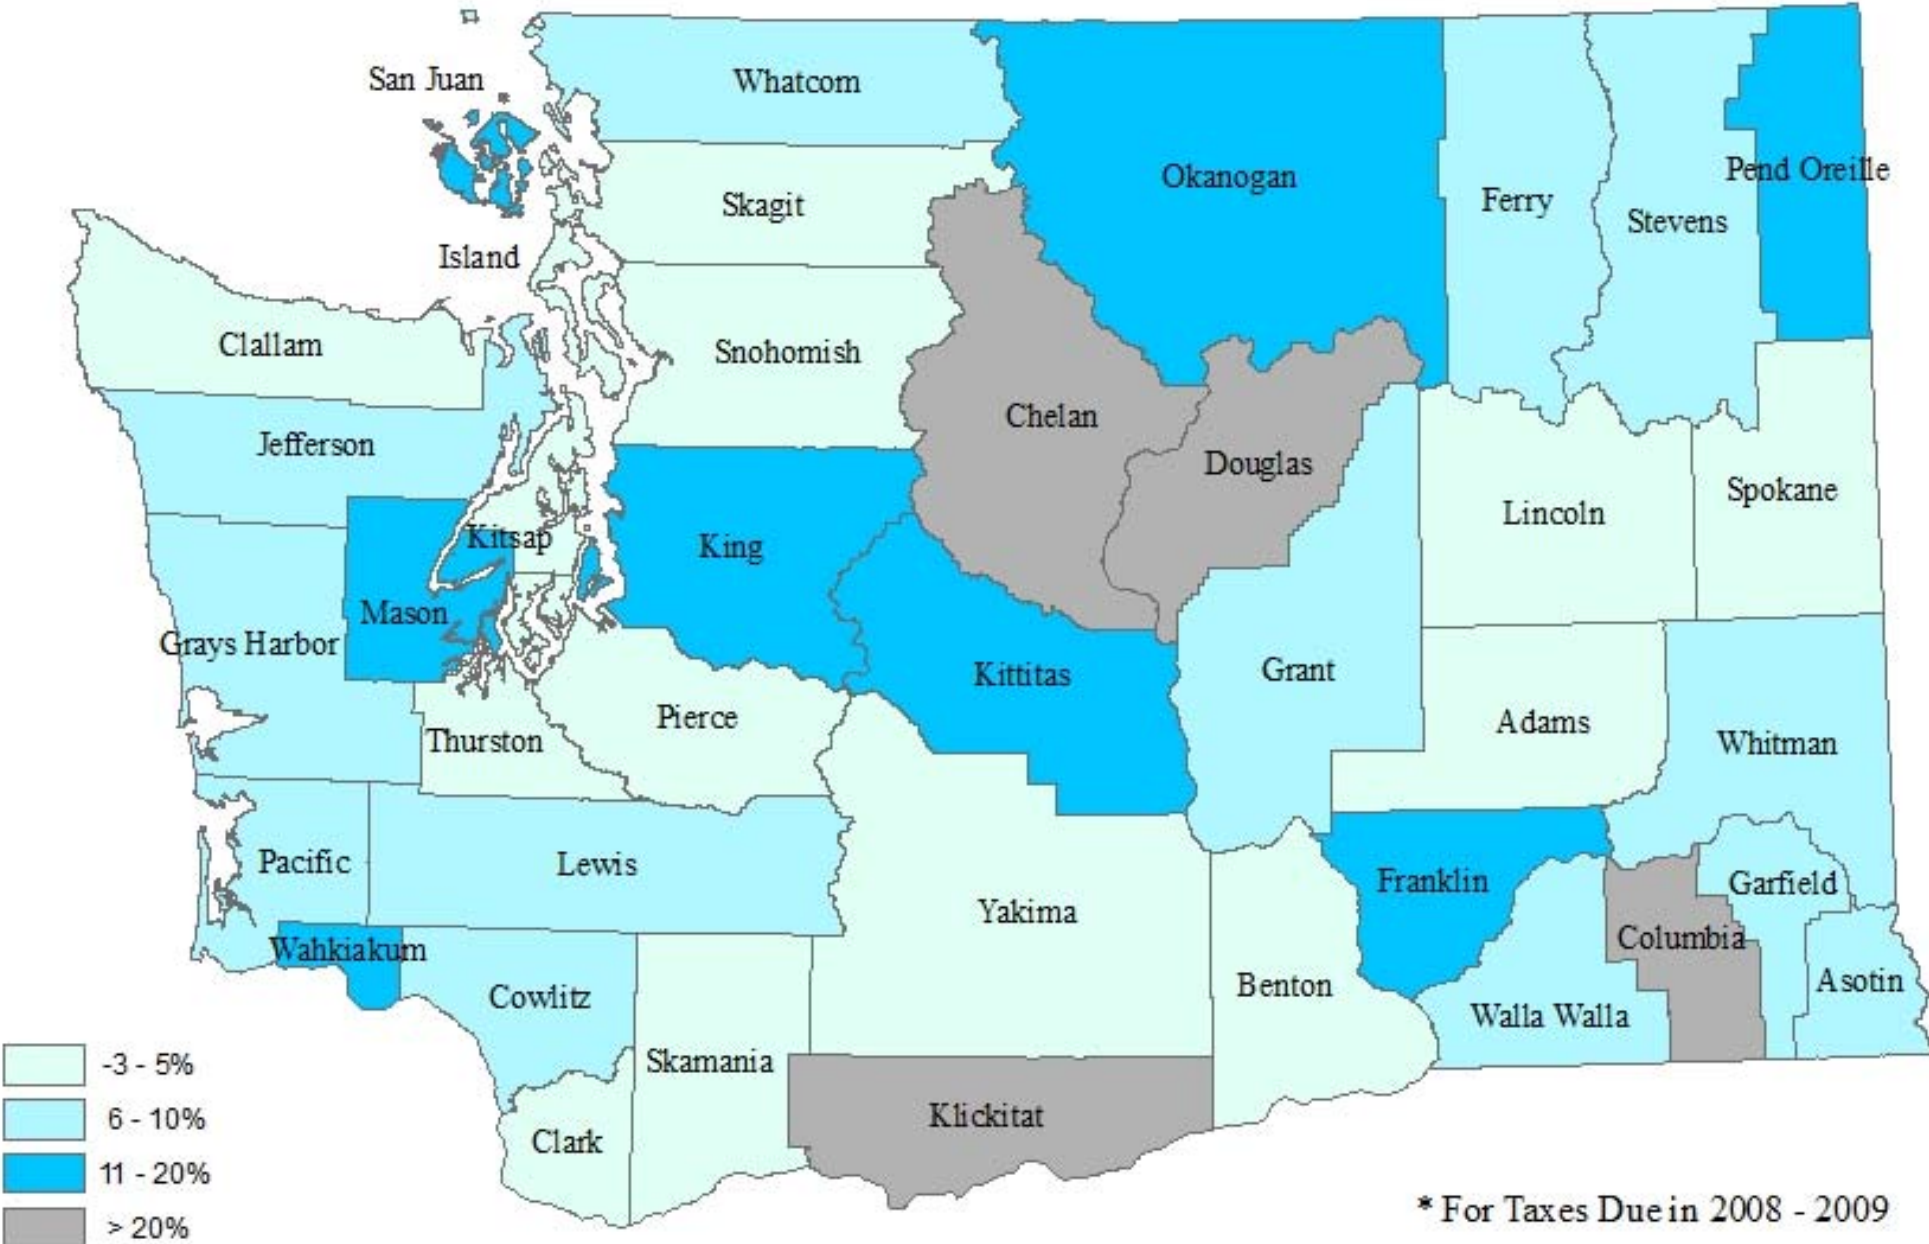 San Juan
Whatcom
Okanogan
Pend Oreille
Ferry
Skagit
Stevens
Island
Clallam
Snohomish
Chelan
Jefferson
Douglas
Spokane
Lincoln
Kitsap
King
Mason
Grays Harbor
Grant
Kittitas
Pierce
Adams
Thurston
Whitman
Pacific
Lewis
Franklin
Garfield
Yakima
Columbia
Wahkiakum
Asotin
Benton
Cowlitz
Walla Walla
Skamania
-3 - 5%
Klickitat
6 - 10%
Clark
11 - 20%
* For Taxes Due in 2008 - 2009
> 20%